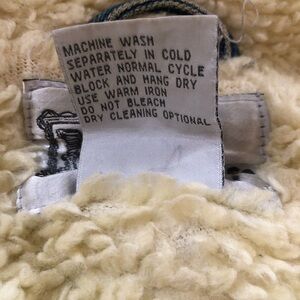 MACHINE WASH
SEPARATELY IN COLD
WATER NORMAL CYCLE
BLOCK AND HANG DRY
USE WARM IRON
DO NOT BLEACH
DRY CLEANING OPTIONAL